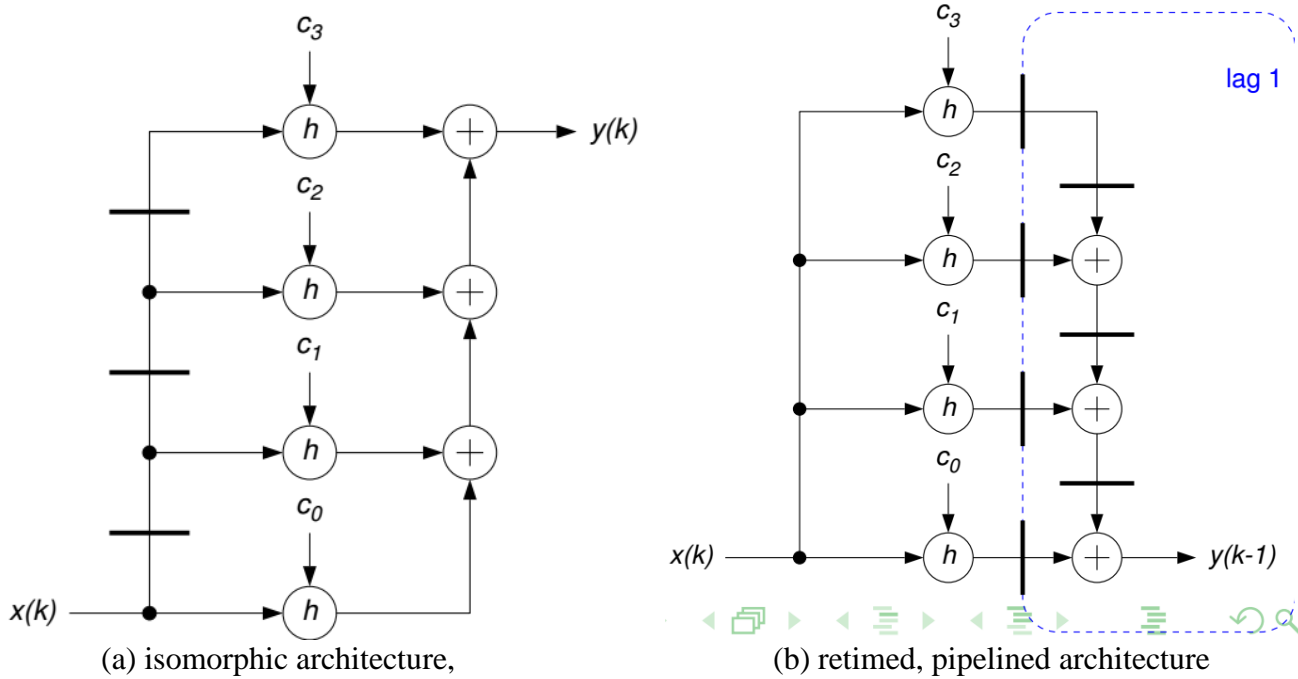 c3
h
+
y(k)
c2
h
+
c1
h
+
c0
x(k)
h
(a) isomorphic architecture,
c3
lag 1
h
c2
h
+
c1
h
+
c0
x(k)
h
+
y(k-1)
(b) retimed, pipelined architecture